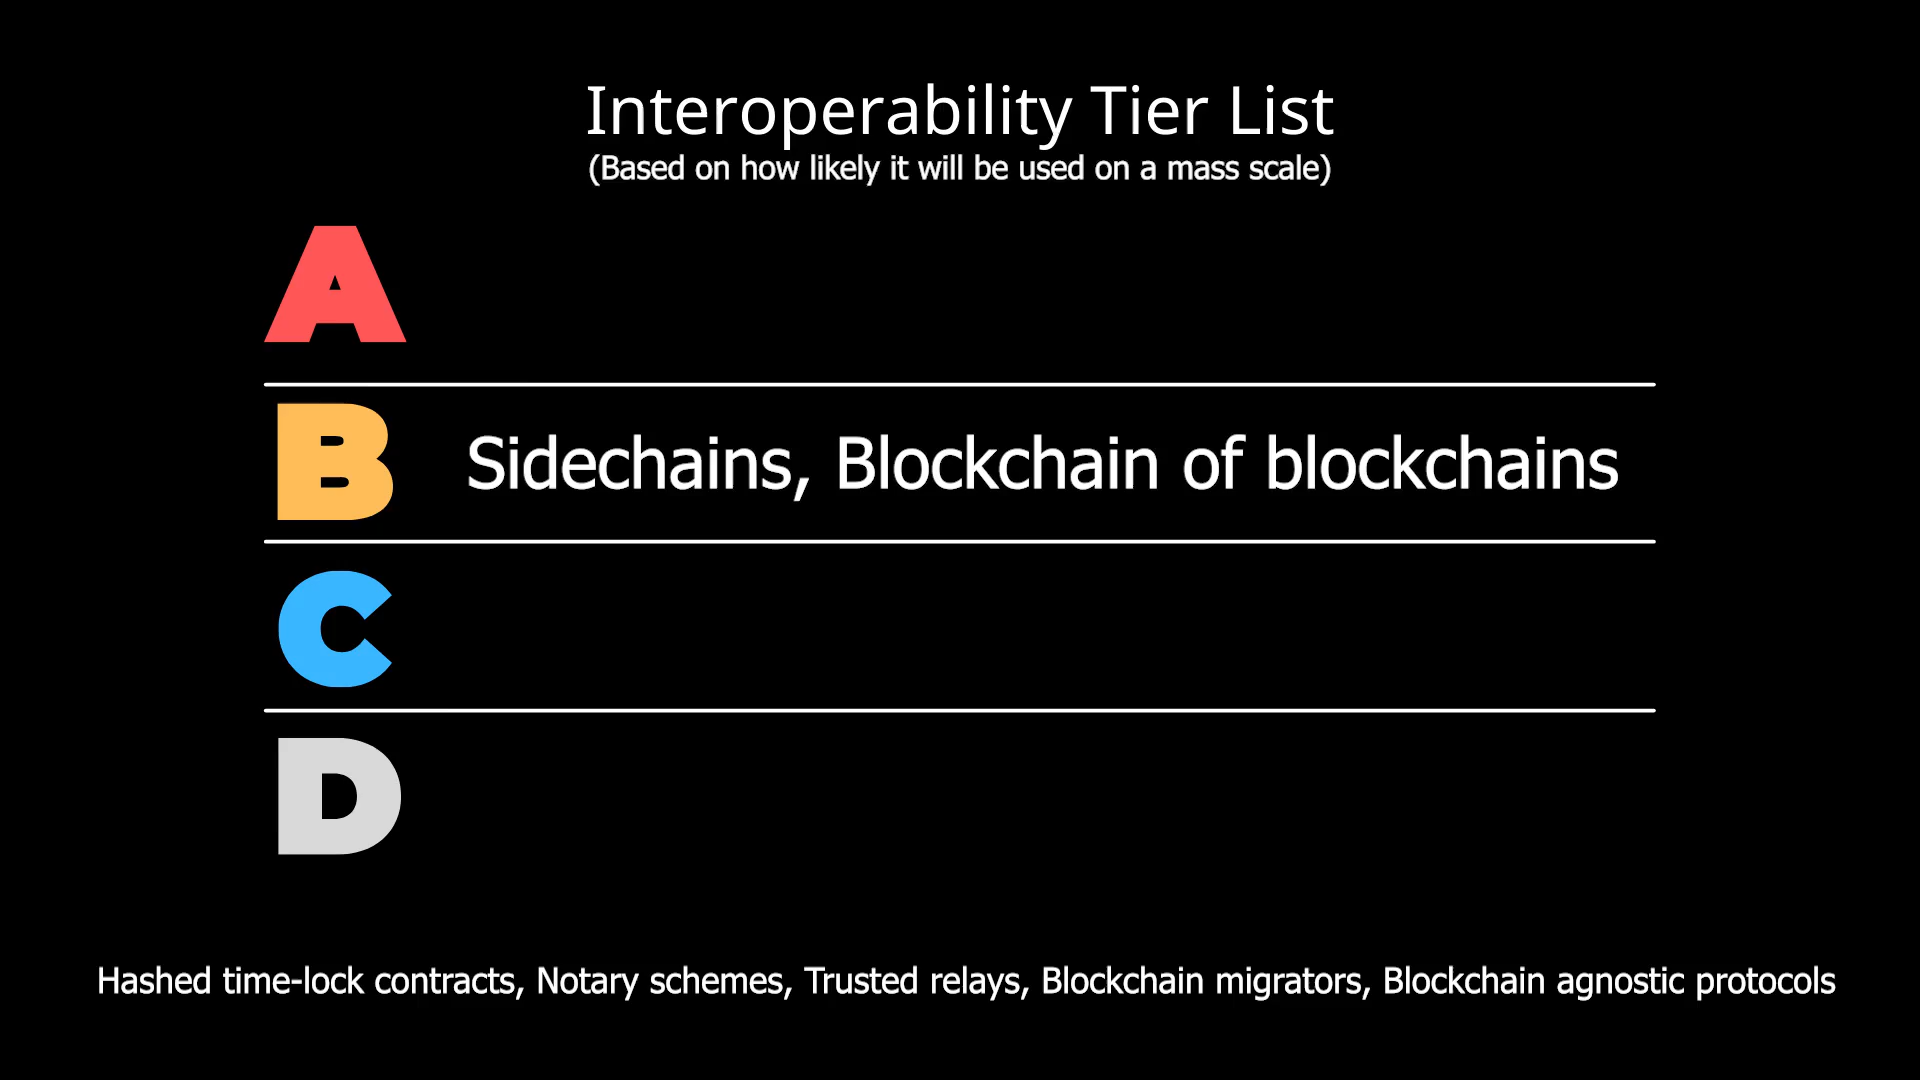 Interoperability Tier List
(Based on how likely it will be used on a mass scale)
A
B
Sidechains, Blockchain of blockchains
C
D
Hashed time-lock contracts, Notary schemes, Trusted relays, Blockchain migrators, Blockchain agnostic protocols